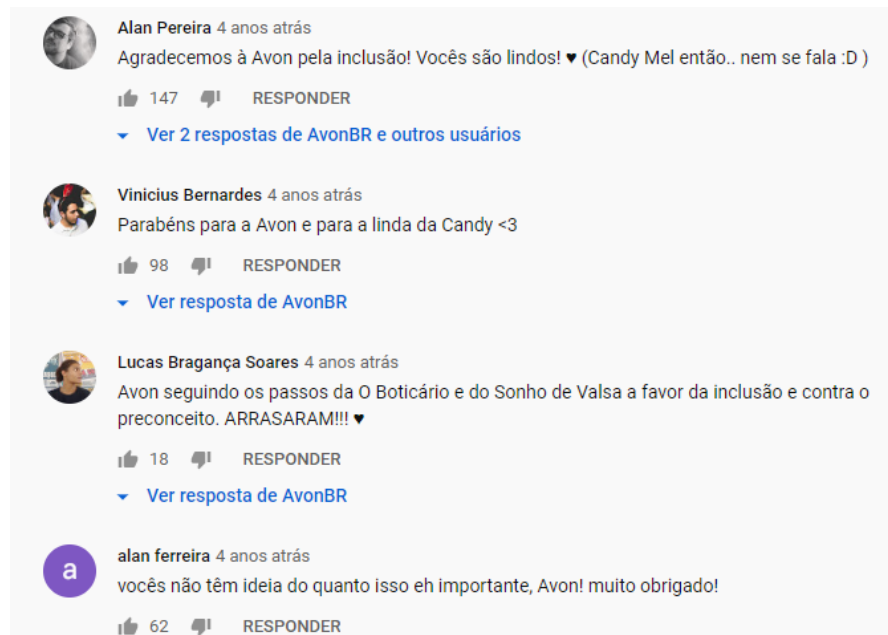 Alan Pereira 4 anos atrás
Agradecemos à Avon pela inclusão! Vocês são lindos! ♥ (Candy Mel então.. nem se fala :D )
147 RESPONDER
Ver 2 respostas de AvonBR e outros usuários
Vinicius Bernardes 4 anos atrás
Parabéns para a Avon e para a linda da Candy <3
98 RESPONDER
Ver resposta de AvonBR
Lucas Bragança Soares 4 anos atrás
Avon seguindo os passos da O Boticário e do Sonho de Valsa a favor da inclusão e contra o
preconceito. ARRASARAM!!! ♥
18 RESPONDER
Ver resposta de AvonBR
a
alan ferreira 4 anos atrás
vocês não têm ideia do quanto isso eh importante, Avon! muito obrigado!
62 RESPONDER